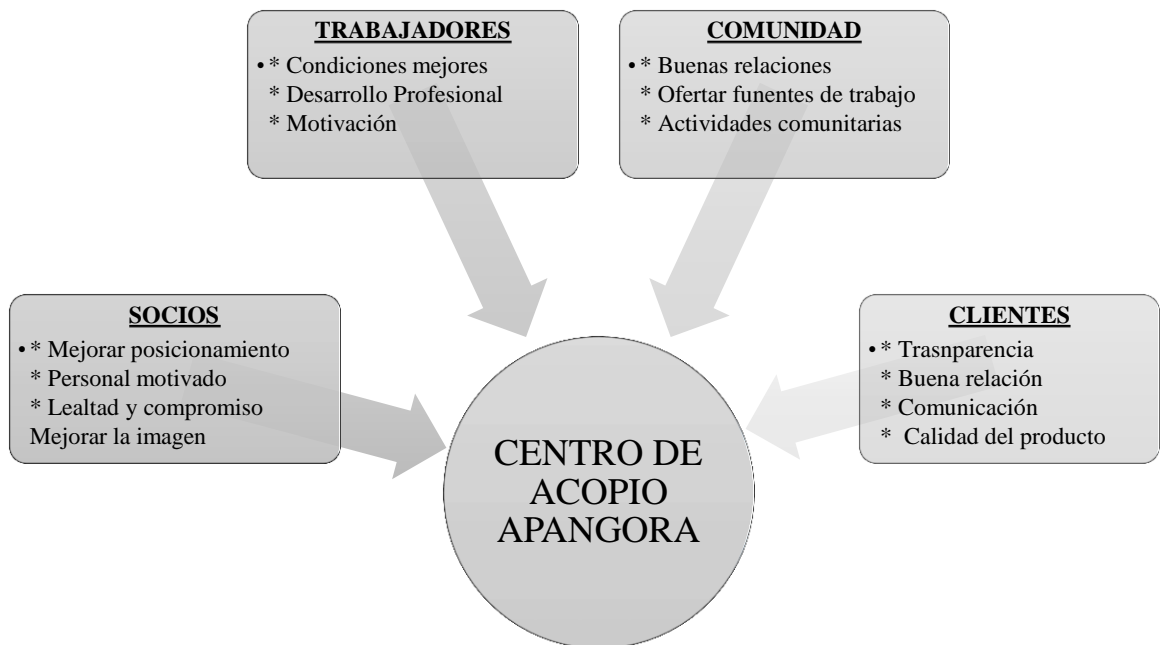 TRABAJADORES
• * Condiciones mejores
* Desarrollo Profesional
* Motivación
COMUNIDAD
• * Buenas relaciones
* Ofertar funentes de trabajo
* Actividades comunitarias
SOCIOS
• * Mejorar posicionamiento
* Personal motivado
* Lealtad y compromiso
Mejorar la imagen
CLIENTES
• * Trasnparencia
* Buena relación
* Comunicación
* Calidad del producto
CENTRO DE
ACOPIO
APANGORA